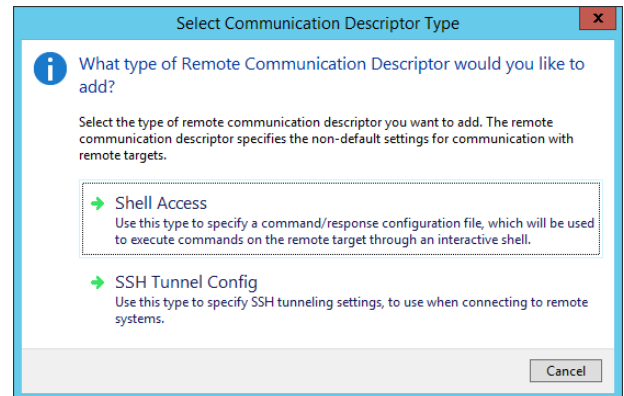 Select Communication Descriptor Type
x
What type of Remote Communication Descriptor would you like to
add?
Select the type of remote communication descriptor you want to add. The remote
communication descriptor specifies the non-default settings for communication with
remote targets.
Shell Access
Use this type to specify a command/response configuration file, which will be used
to execute commands on the remote target through an interactive shell.
SSH Tunnel Config
Use this type to specify SSH tunneling settings, to use when connecting to remote
systems.
Cancel